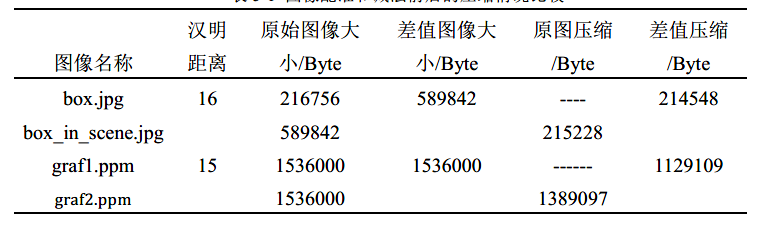 汉明 原始图像大 差值图像大 原图压缩 差值压缩
图像名称 距离 小/Byte 小/Byte /Byte /Byte
box.jpg 16 216756 589842 ---- 214548
box_in_scene.jpg 589842 215228
graf1.ppm 15 1536000 1536000 ------ 1129109
graf2.ppm 1536000 1389097